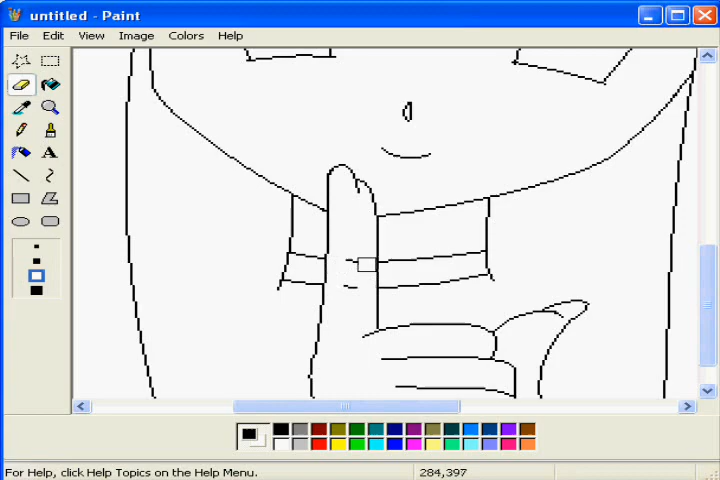 untitled - Paint
File Edit View Image Colors Help
A
For Help, click Help Topics on the Help Menu.
284,397